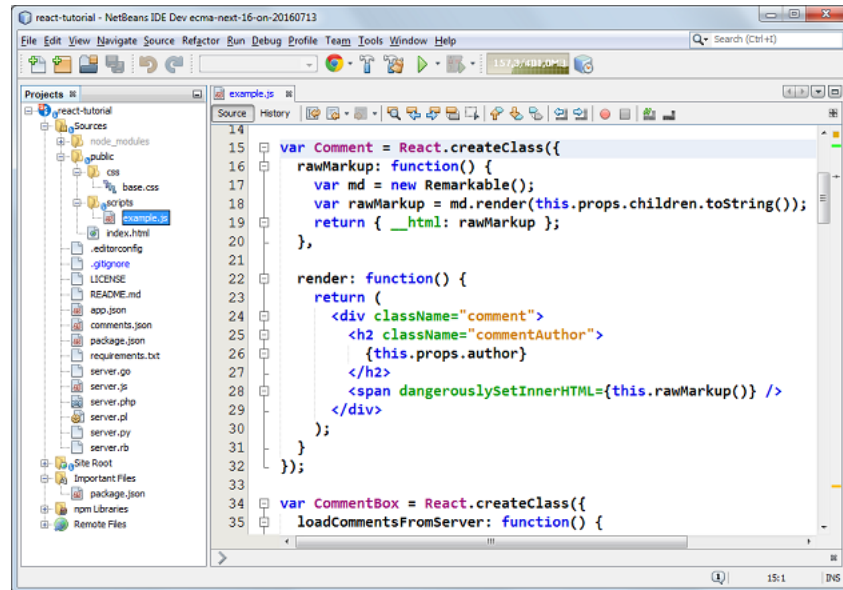 react-tutorial - NetBeans IDE Dev ecma-next-16-on-20160713
File Edit View Navigate Source Refactor Run Debug Profile Team Tools Window Help
Search (Ctrl+I)
Projects
react-tutorial
Sources
node_modules
public
css
base.css
scripts
example.js
index.html
.editorconfig
.gitignore
LICENSE
README.md
app.json
comments.json
package.json
requirements.txt
server.go
server.js
server.php
server.pl
server.py
server.rb
Site Root
Important Files
package.json
npm Libraries
Remote Files
example.js
Source History
14
15 var Comment = React.createClass({
16 rawMarkup: function() {
17 var md = new Remarkable();
18 var rawMarkup = md.render(this.props.children.toString());
19 return { __html: rawMarkup };
20 },
21
22 render: function() {
23 return (
24 <div className="comment">
25 <h2 className="commentAuthor">
26 {this.props.author}
27 </h2>
28 <span dangerouslySetInnerHTML={this.rawMarkup()} />
29 </div>
30 );
31 }
32 });
33
34 var CommentBox = React.createClass({
35 loadCommentsFromServer: function() {
15:1 INS